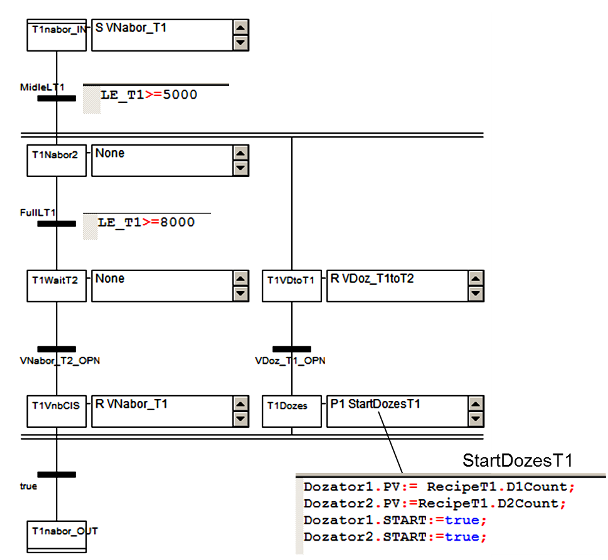 T1nabor_IN S VNabor_T1
MidleLT1
LE_T1>=5000
T1Nabor2 None
FullLT1
LE_T1>=8000
T1WaitT2 None T1VDtoT1 R VDoz_T1toT2
VNabor_T2_OPN VDoz_T1_OPN
T1VnbClS R VNabor_T1 T1Dozes P1 StartDozesT1
StartDozesT1
true
Dozator1.PV:= RecipeT1.D1Count;
Dozator2.PV:=RecipeT1.D2Count;
Dozator1.START:=true;
Dozator2.START:=true;
T1nabor_OUT